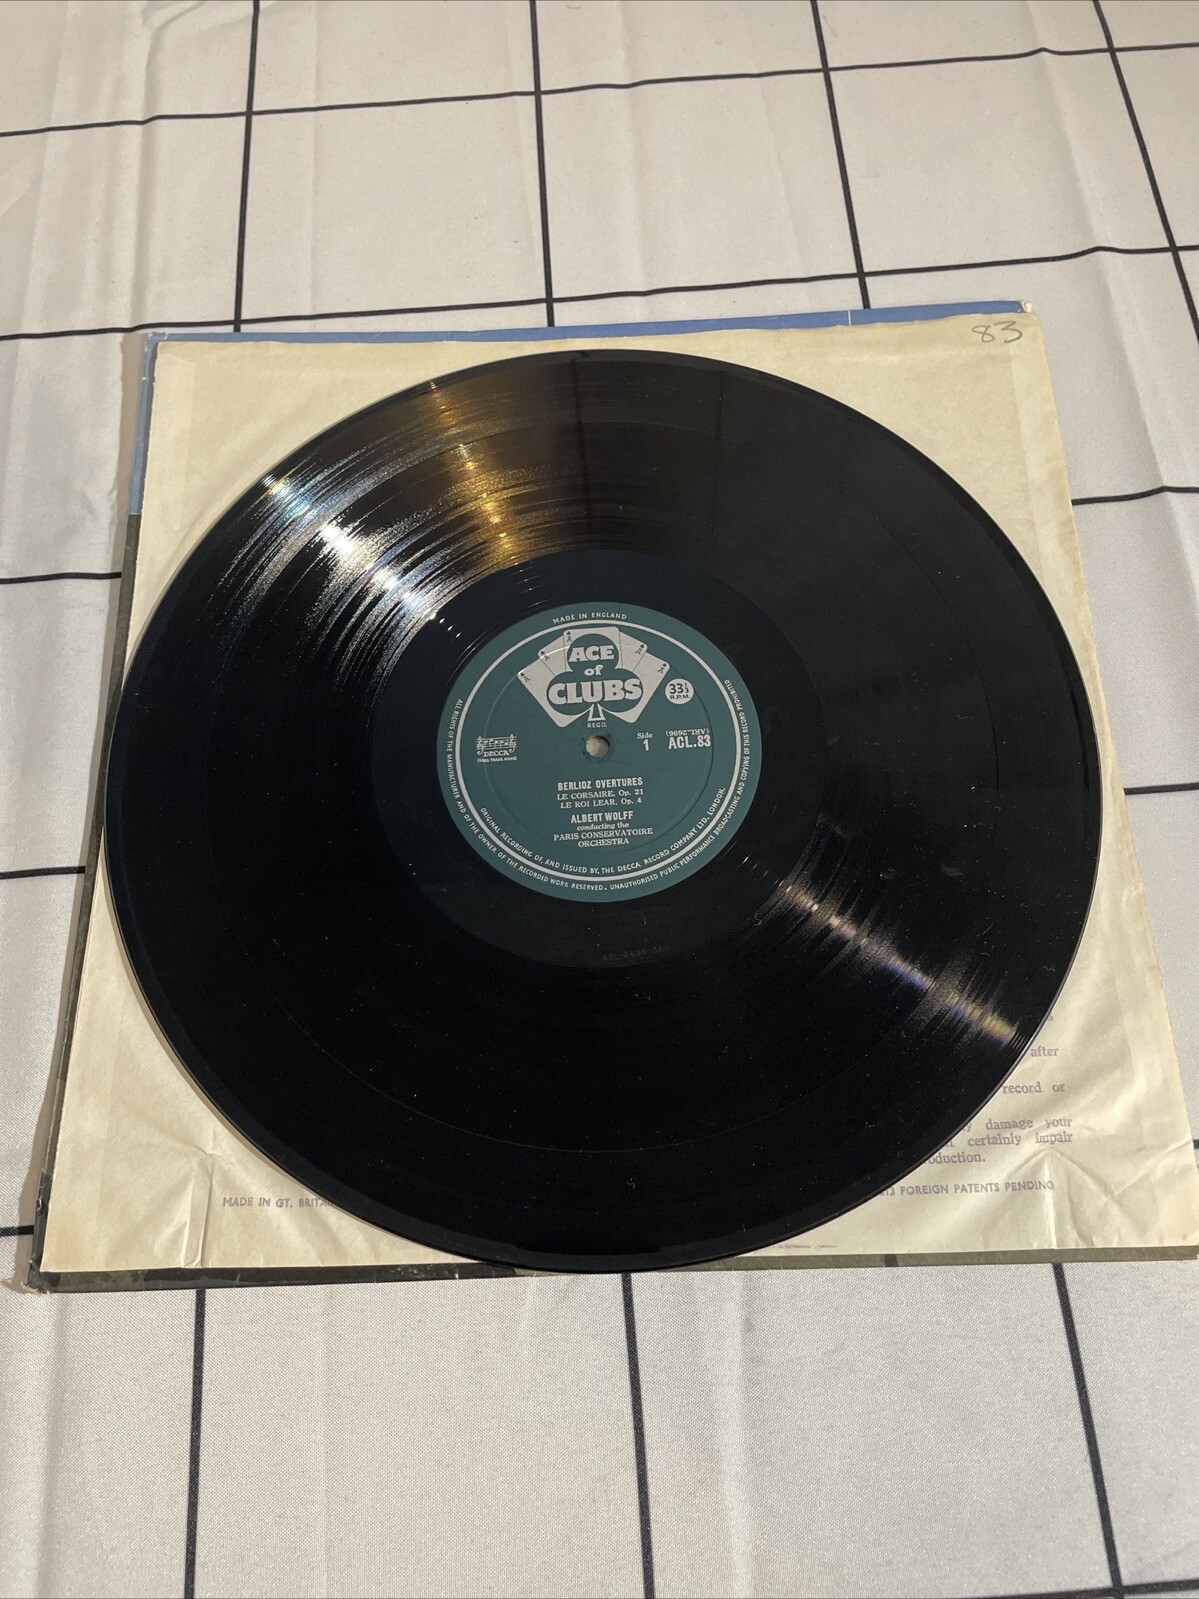 83
MADE IN ENGLAND
A A A A
ACE
of
CLUBS
REGD.
33⅓
R.P.M.
DECCA
Side
1
(ARL-2696)
ACL.83
BERLIOZ OVERTURES
LE CORSAIRE, Op. 21
LE ROI LEAR, Op. 4
ALBERT WOLFF
conducting the
PARIS CONSERVATOIRE
ORCHESTRA
ORIGINAL RECORDING OF, AND ISSUED BY, THE DECCA RECORD COMPANY LTD, LONDON.
ALL RIGHTS OF THE MANUFACTURER AND OF THE OWNER OF THE RECORDED WORK RESERVED. UNAUTHORISED PUBLIC PERFORMANCE BROADCASTING AND COPYING OF THIS RECORD PROHIBITED
after
record or
damage your
certainly impair
MADE IN GT.
FOREIGN PATENTS PENDING